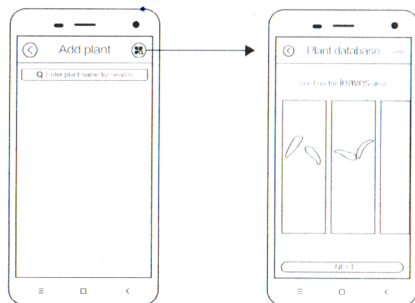 Add plant
Enter plant name for search
Plant database
leaves
NEXT